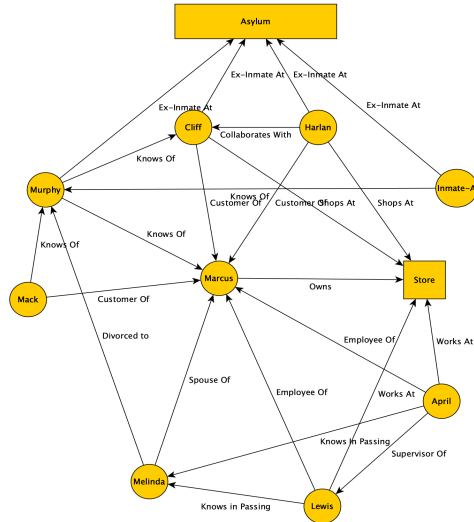 Asylum
Ex-Inmate At
Ex-Inmate At
Ex-Inmate At
Ex-Inmate At
Cliff
Harlan
Collaborates With
Knows Of
Murphy
Inmate-A
Knows Of
Customer Of
Customer Of
Shops At
Shops At
Knows Of
Knows Of
Marcus
Owns
Store
Mack
Customer Of
Divorced to
Employee Of
Works At
Spouse Of
Employee Of
Works At
April
Knows in Passing
Supervisor Of
Melinda
Knows in Passing
Lewis